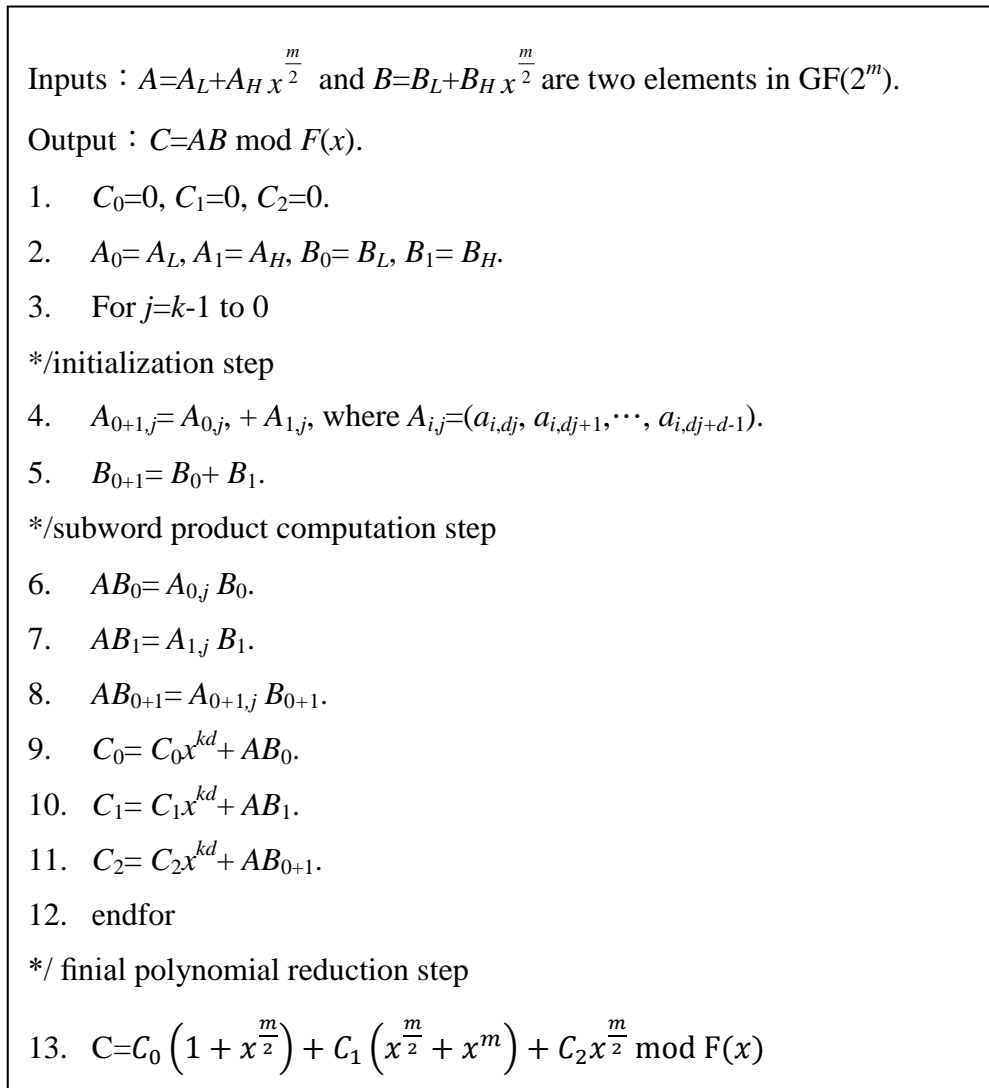 Inputs：A=A_L+A_H x^{m/2} and B=B_L+B_H x^{m/2} are two elements in GF(2^m).
Output：C=AB mod F(x).
1. C_0=0, C_1=0, C_2=0.
2. A_0= A_L, A_1= A_H, B_0= B_L, B_1= B_H.
3. For j=k-1 to 0
*/initialization step
4. A_{0+1,j}= A_{0,j}, + A_{1,j}, where A_{i,j}=(a_{i,dj}, a_{i,dj+1},⋯, a_{i,dj+d-1}).
5. B_{0+1}= B_0+ B_1.
*/subword product computation step
6. AB_0= A_{0,j} B_0.
7. AB_1= A_{1,j} B_1.
8. AB_{0+1}= A_{0+1,j} B_{0+1}.
9. C_0= C_0x^{kd}+ AB_0.
10. C_1= C_1x^{kd}+ AB_1.
11. C_2= C_2x^{kd}+ AB_{0+1}.
12. endfor
*/ finial polynomial reduction step
13. C=C_0 (1 + x^{m/2}) + C_1 (x^{m/2} + x^m) + C_2x^{m/2} mod F(x)